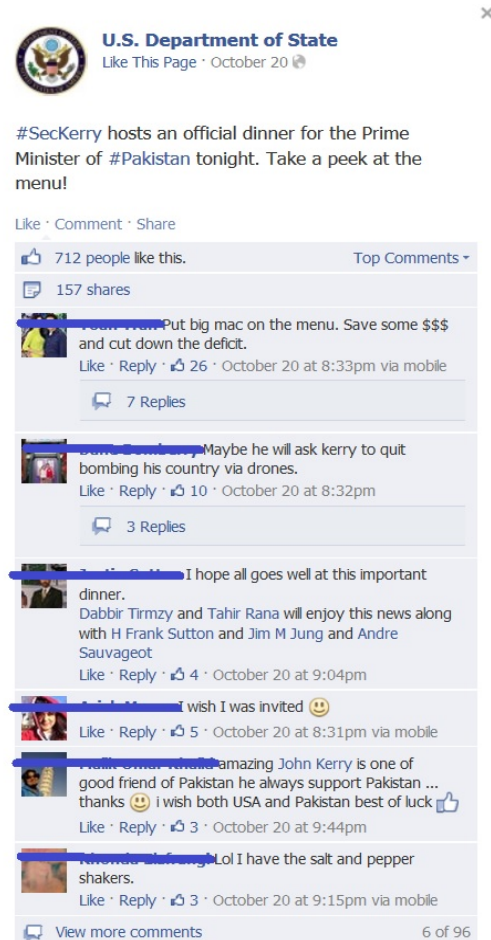 U.S. Department of State
Like This Page · October 20
#SecKerry hosts an official dinner for the Prime
Minister of #Pakistan tonight. Take a peek at the
menu!
Like · Comment · Share
712 people like this.
Top Comments
157 shares
Put big mac on the menu. Save some $$$
and cut down the deficit.
Like · Reply · 26 · October 20 at 8:33pm via mobile
7 Replies
Maybe he will ask kerry to quit
bombing his country via drones.
Like · Reply · 10 · October 20 at 8:32pm
3 Replies
I hope all goes well at this important
dinner.
Dabbir Tirmzy and Tahir Rana will enjoy this news along
with H Frank Sutton and Jim M Jung and Andre
Sauvageot
Like · Reply · 4 · October 20 at 9:04pm
I wish I was invited
Like · Reply · 5 · October 20 at 8:31pm via mobile
amazing John Kerry is one of
good friend of Pakistan he always support Pakistan ...
thanks i wish both USA and Pakistan best of luck
Like · Reply · 3 · October 20 at 9:44pm
Lol I have the salt and pepper
shakers.
Like · Reply · 3 · October 20 at 9:15pm via mobile
View more comments
6 of 96